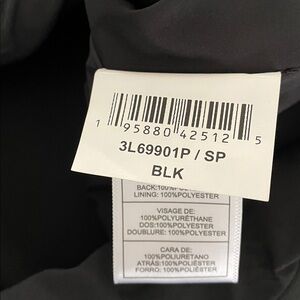 1 95880 42512 5
3L69901P / SP
BLK
BACK:100%
LINING: 100%POLYESTER
VISAGE DE:
100%POLYURÉTHANE
DOS:100%POLYESTER
DOUBLURE: 100%POLYESTER
CARA DE:
100%POLIURETANO
ATRÁS:100%POLIÉSTER
FORRO: 100%POLIÉSTER